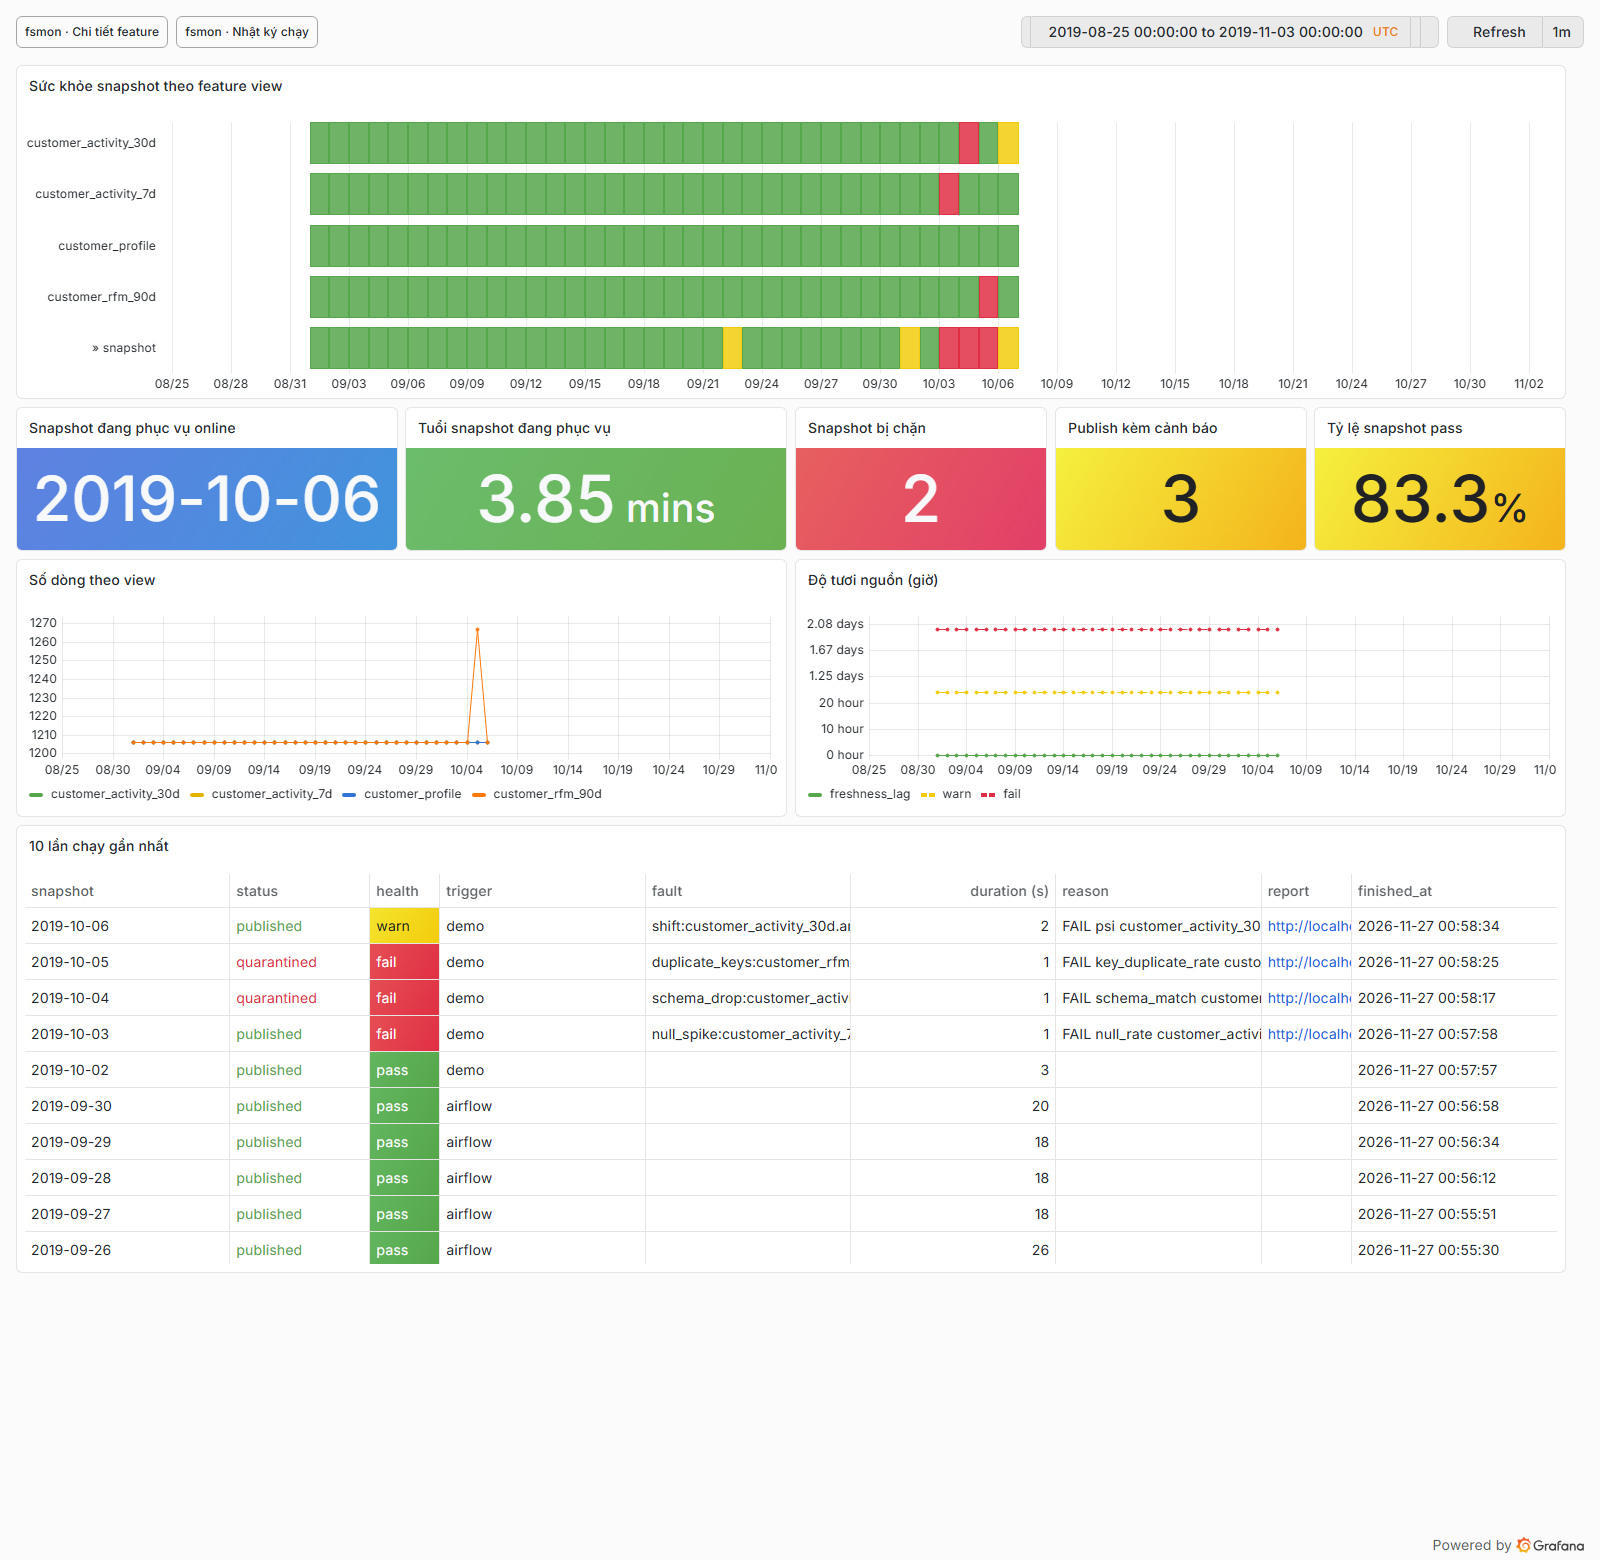 fsmon · Chi tiết feature
fsmon · Nhật ký chạy
2019-08-25 00:00:00 to 2019-11-03 00:00:00 UTC
Refresh
1m
Sức khỏe snapshot theo feature view
customer_activity_30d
customer_activity_7d
customer_profile
customer_rfm_90d
» snapshot
08/25 08/28 08/31 09/03 09/06 09/09 09/12 09/15 09/18 09/21 09/24 09/27 09/30 10/03 10/06 10/09 10/12 10/15 10/18 10/21 10/24 10/27 10/30 11/02
Snapshot đang phục vụ online
2019-10-06
Tuổi snapshot đang phục vụ
3.85 mins
Snapshot bị chặn
2
Publish kèm cảnh báo
3
Tỷ lệ snapshot pass
83.3%
Số dòng theo view
1270
1260
1250
1240
1230
1220
1210
1200
08/25 08/30 09/04 09/09 09/14 09/19 09/24 09/29 10/04 10/09 10/14 10/19 10/24 10/29 11/0
customer_activity_30d customer_activity_7d customer_profile customer_rfm_90d
Độ tươi nguồn (giờ)
2.08 days
1.67 days
1.25 days
20 hour
10 hour
0 hour
08/25 08/30 09/04 09/09 09/14 09/19 09/24 09/29 10/04 10/09 10/14 10/19 10/24 10/29 11/0
freshness_lag warn fail
10 lần chạy gần nhất
snapshot status health trigger fault duration (s) reason report finished_at
2019-10-06 published warn demo shift:customer_activity_30d.ar 2 FAIL psi customer_activity_30 http://localhc 2026-11-27 00:58:34
2019-10-05 quarantined fail demo duplicate_keys:customer_rfm 1 FAIL key_duplicate_rate custo http://localhc 2026-11-27 00:58:25
2019-10-04 quarantined fail demo schema_drop:customer_activi 1 FAIL schema_match customer http://localhc 2026-11-27 00:58:17
2019-10-03 published fail demo null_spike:customer_activity_7 1 FAIL null_rate customer_activi http://localhc 2026-11-27 00:57:58
2019-10-02 published pass demo 3 2026-11-27 00:57:57
2019-09-30 published pass airflow 20 2026-11-27 00:56:58
2019-09-29 published pass airflow 18 2026-11-27 00:56:34
2019-09-28 published pass airflow 18 2026-11-27 00:56:12
2019-09-27 published pass airflow 18 2026-11-27 00:55:51
2019-09-26 published pass airflow 26 2026-11-27 00:55:30
Powered by Grafana